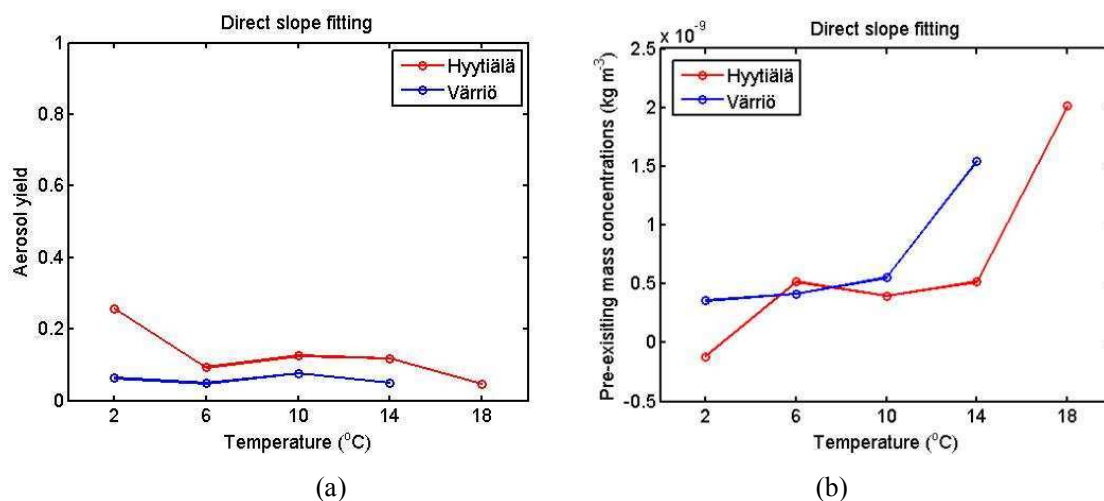 Direct slope fitting
Hyytiälä
Värriö
1
0.8
0.6
0.4
0.2
0
Aerosol yield
2 6 10 14 18
Temperature (°C)
(a)
x 10⁻⁹
Direct slope fitting
Hyytiälä
Värriö
2.5
2
1.5
1
0.5
0
-0.5
Pre-exisiting mass concentrations (kg m⁻³)
2 6 10 14 18
Temperature (°C)
(b)